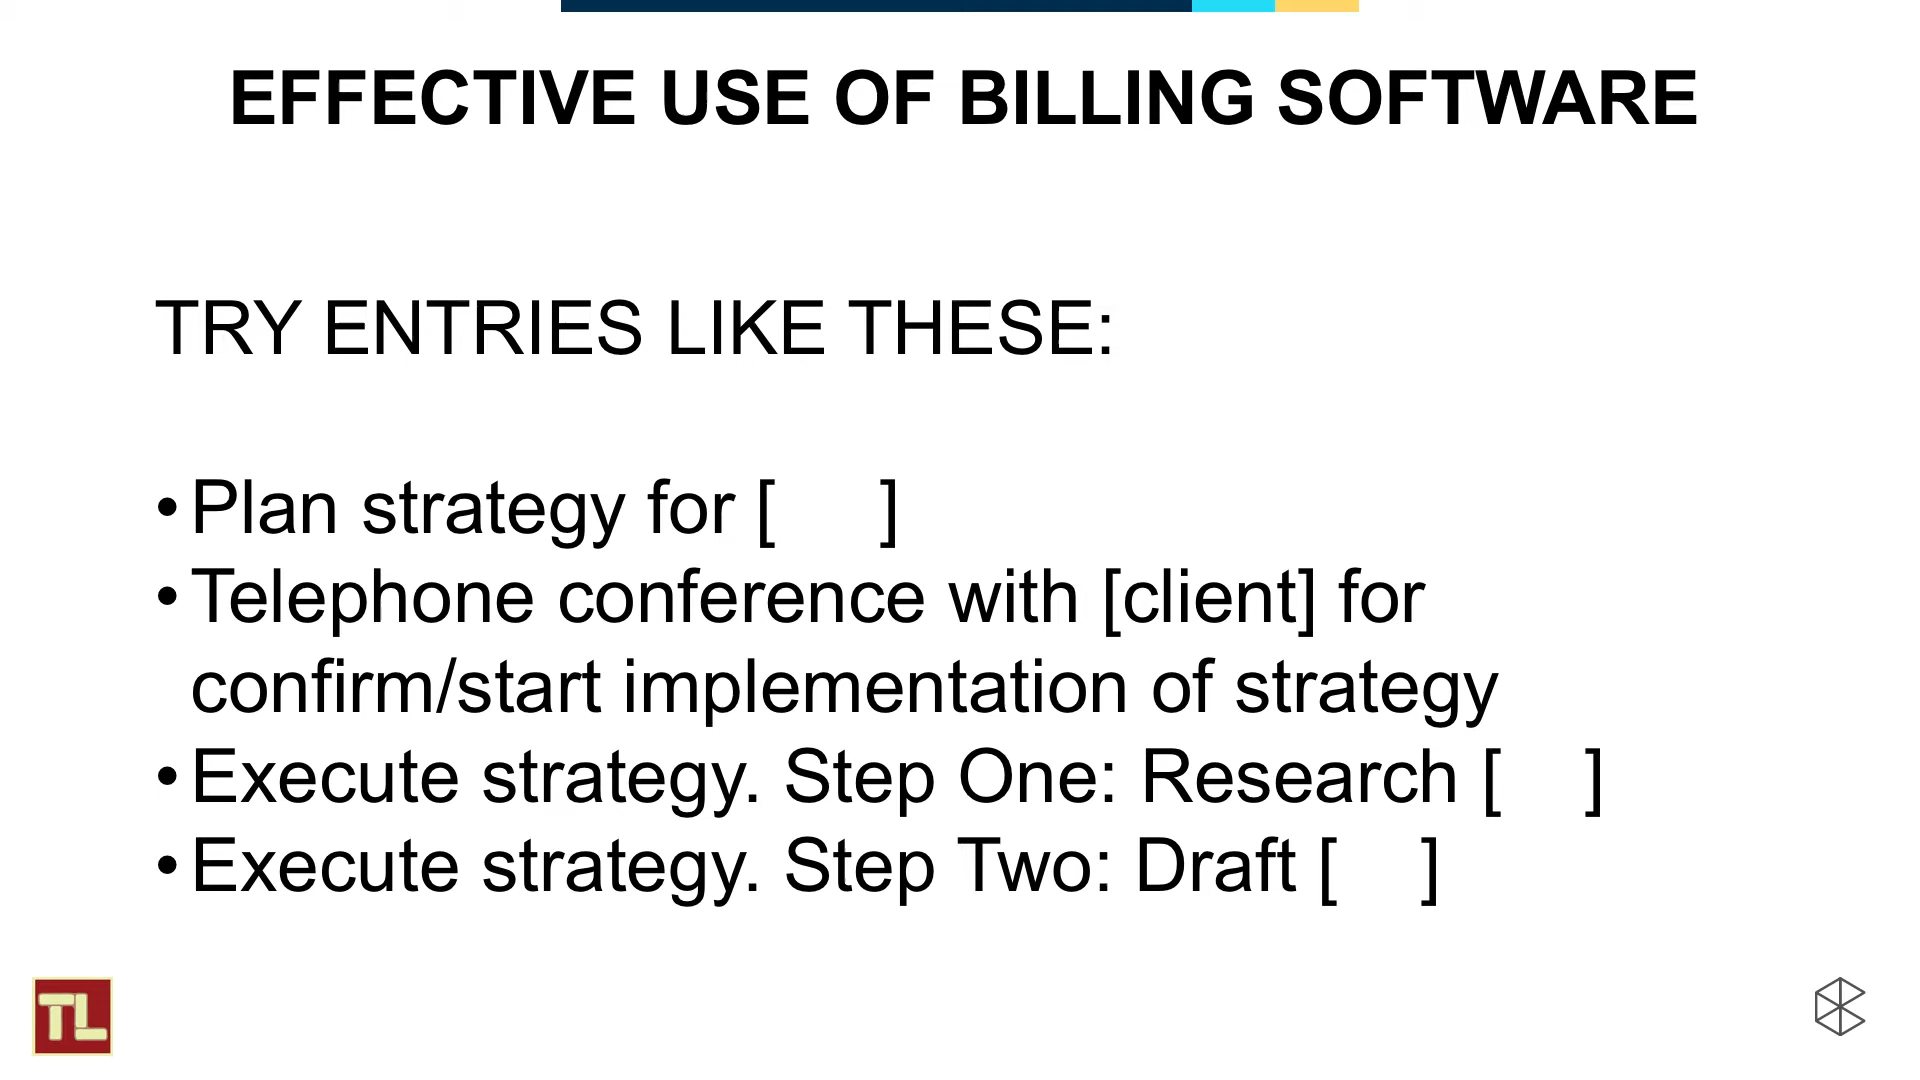 EFFECTIVE USE OF BILLING SOFTWARE
TRY ENTRIES LIKE THESE:
•Plan strategy for [     ]
•Telephone conference with [client] for
confirm/start implementation of strategy
•Execute strategy. Step One: Research [    ]
•Execute strategy. Step Two: Draft [    ]
TL